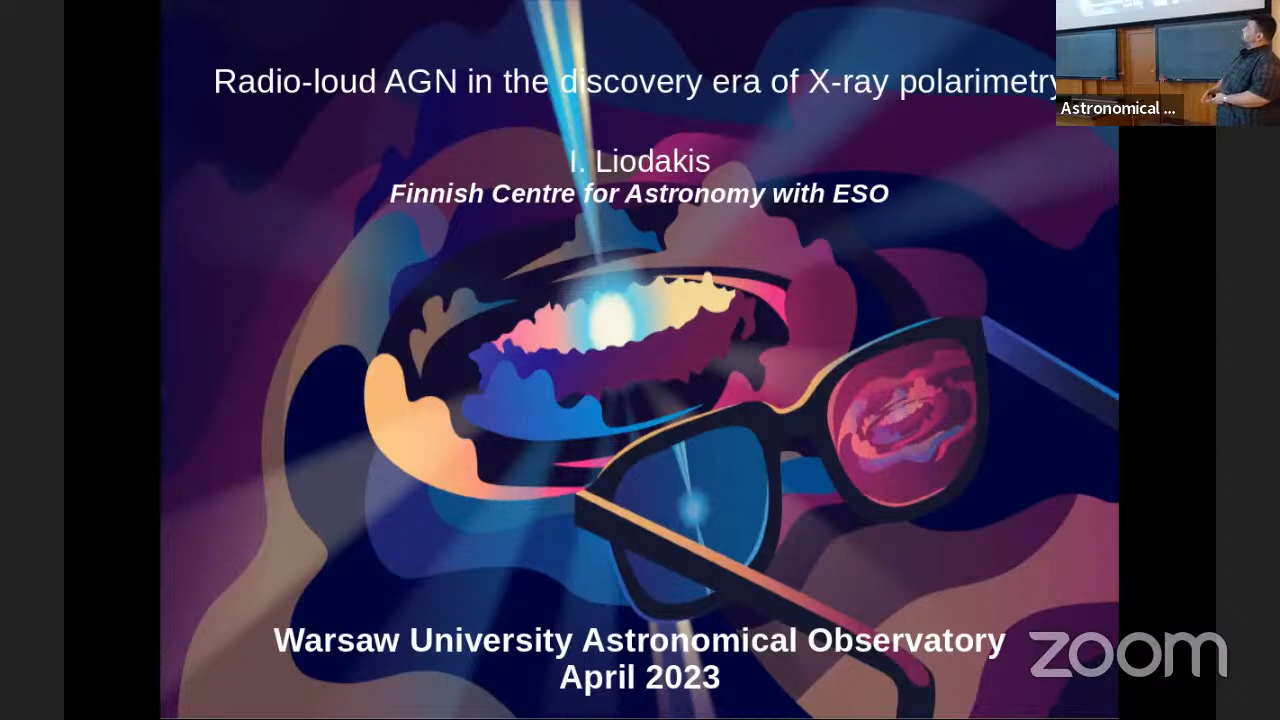 Radio-loud AGN in the discovery era of X-ray polarimetry
Astronomical ...
I. Liodakis
Finnish Centre for Astronomy with ESO
Warsaw University Astronomical Observatory
April 2023
zoom